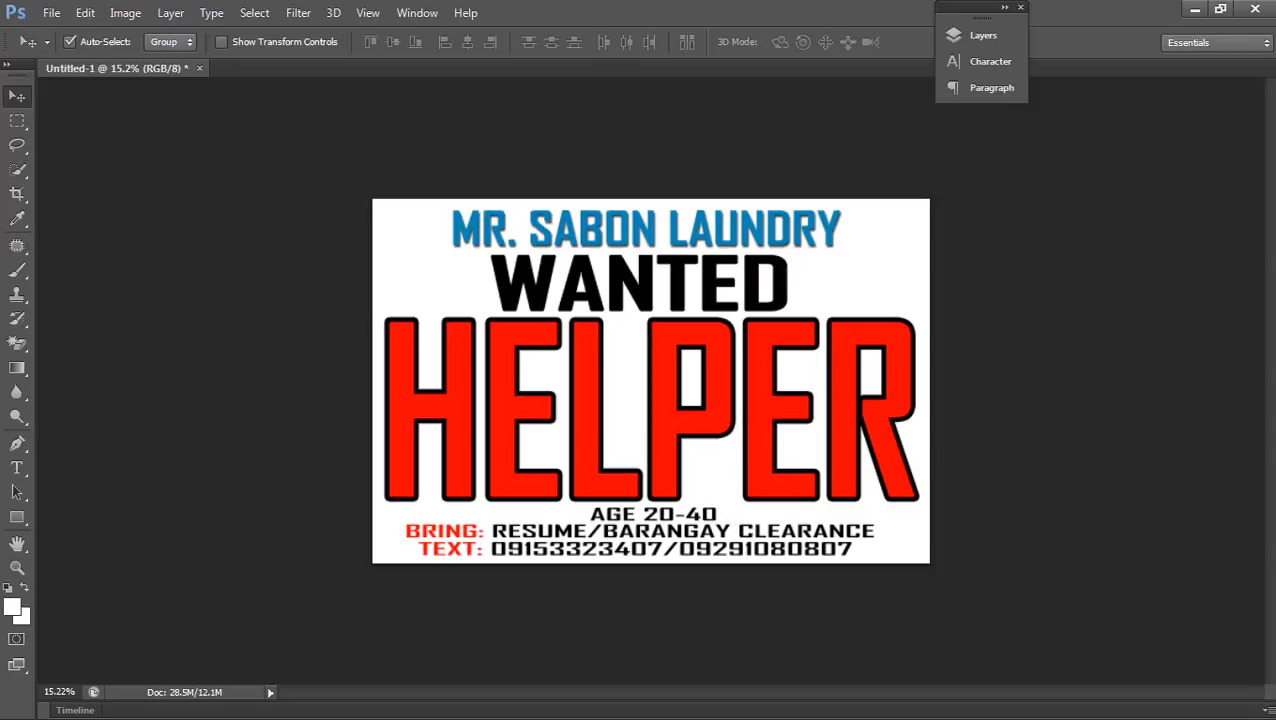 Ps File Edit Image Layer Type Select Filter 3D View Window Help
Auto-Select: Group Show Transform Controls 3D Mode: Essentials
Untitled-1 @ 15.2% (RGB/8) *
Layers
Character
Paragraph
MR. SABON LAUNDRY
WANTED
HELPER
AGE 20-40
BRING: RESUME/BARANGAY CLEARANCE
TEXT: 09153323407/09291080807
15.22% Doc: 28.5M/12.1M
Timeline